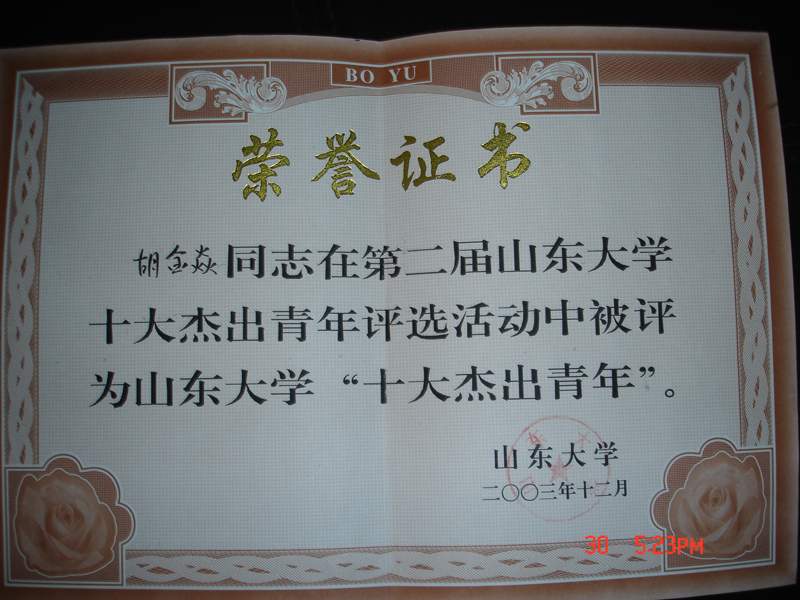 BO YU
荣誉证书
胡金焱同志在第二届山东大学
十大杰出青年评选活动中被评
为山东大学“十大杰出青年”。
山东大学
二〇〇三年十二月
30 5:23PM